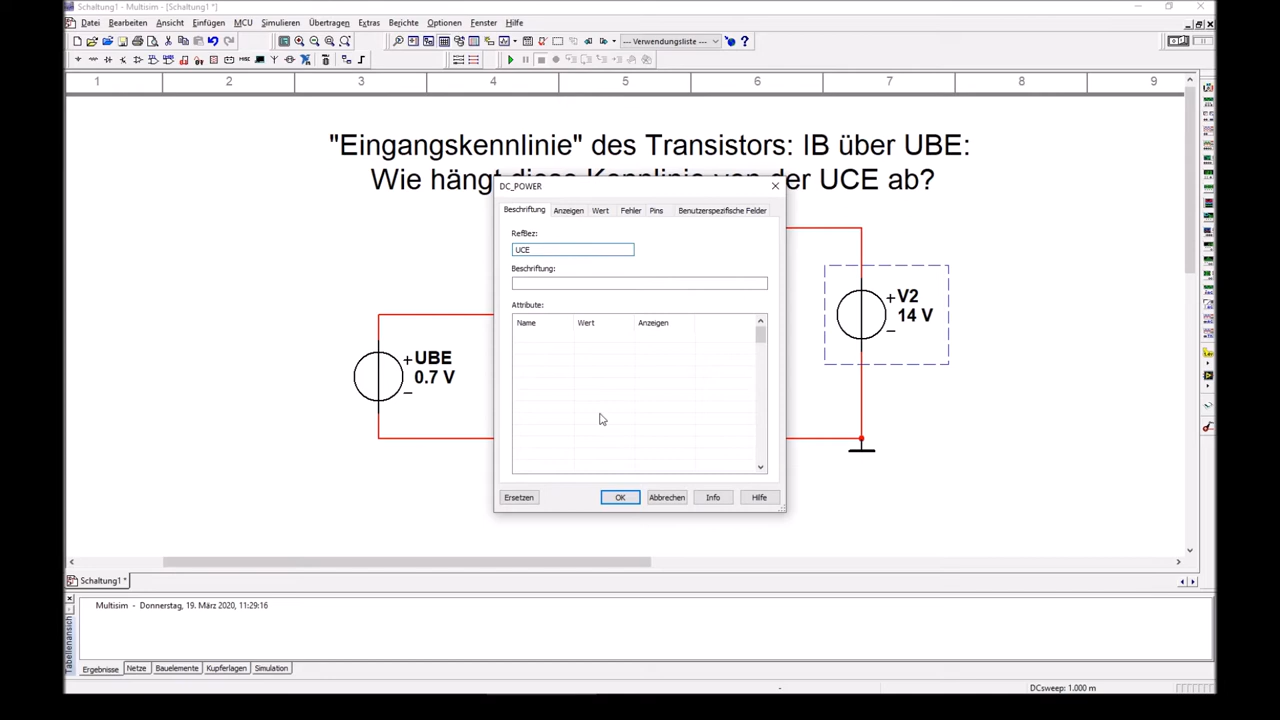 Schaltung1 - Multisim - [Schaltung1 *]
Datei Bearbeiten Ansicht Einfügen MCU Simulieren Übertragen Extras Berichte Optionen Fenster Hilfe
--- Verwendungsliste ---
1 2 3 4 5 6 7 8 9
"Eingangskennlinie" des Transistors: IB über UBE:
Wie hängt diese Kennlinie von der UCE ab?
DC_POWER
Beschriftung Anzeigen Wert Fehler Pins Benutzerspezifische Felder
RefBez:
UCE
Beschriftung:
Attribute:
Name Wert Anzeigen
+ V2
14 V
−
+ UBE
0.7 V
−
Ersetzen OK Abbrechen Info Hilfe
Schaltung1 *
Multisim - Donnerstag, 19. März 2020, 11:29:16
Tabellenansicht
Ergebnisse Netze Bauelemente Kupferlagen Simulation
- DCsweep: 1.000 m